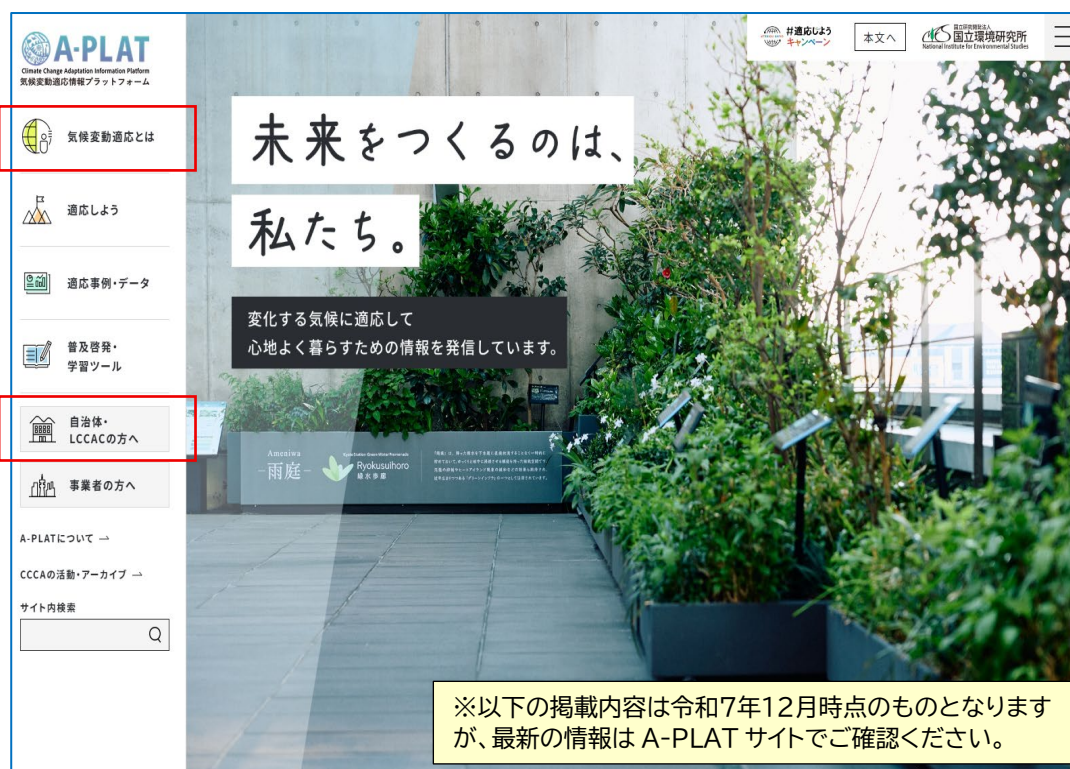 A-PLAT
Climate Change Adaptation Information Platform
気候変動適応情報プラットフォーム
気候変動適応とは
適応しよう
適応事例・データ
普及啓発・
学習ツール
自治体・
LCCACの方へ
事業者の方へ
A-PLATについて →
CCCAの活動・アーカイブ →
サイト内検索
#適応しよう
キャンペーン
本文へ
国立研究開発法人
国立環境研究所
National Institute for Environmental Studies
未来をつくるのは、
私たち。
変化する気候に適応して
心地よく暮らすための情報を発信しています。
Ameniwa
-雨庭-
Ryokusuihoro
緑水歩廊
※以下の掲載内容は令和7年12月時点のものとなります
が、最新の情報は A-PLAT サイトでご確認ください。